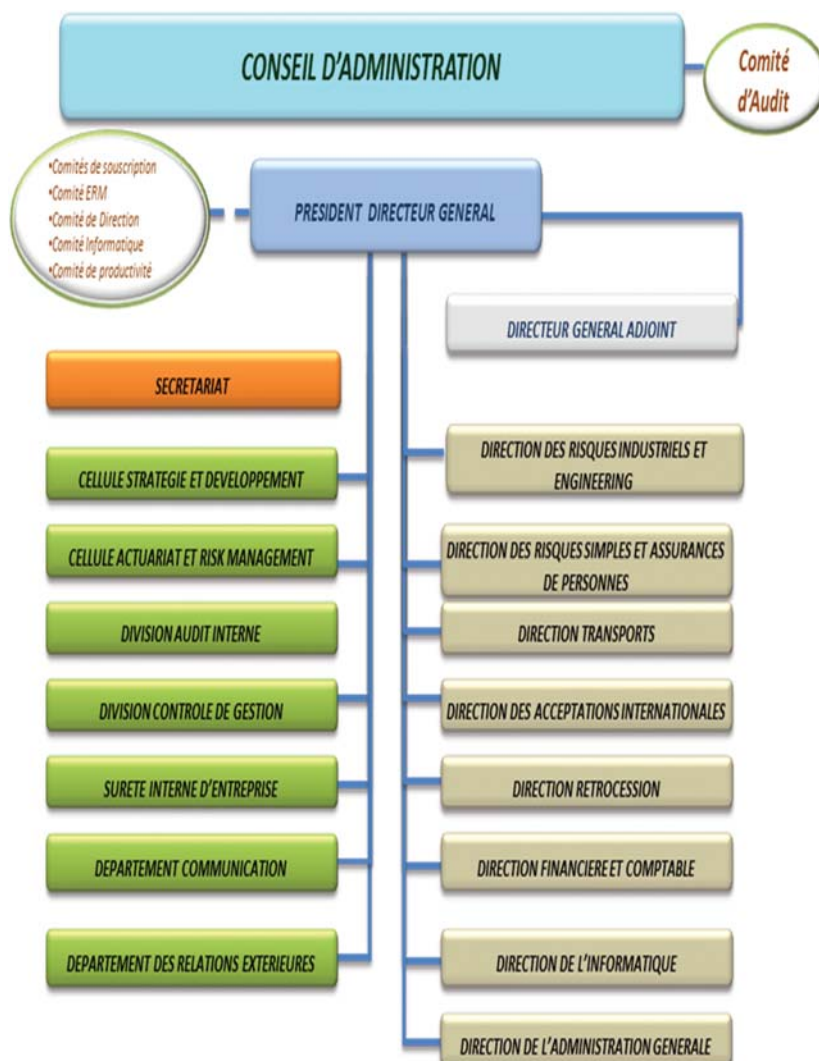 CONSEIL D'ADMINISTRATION
Comité
d'Audit
•Comités de souscription
•Comité ERM
•Comité de Direction
•Comité Informatique
•Comité de productivité
PRESIDENT DIRECTEUR GENERAL
DIRECTEUR GENERAL ADJOINT
SECRETARIAT
CELLULE STRATEGIE ET DEVELOPPEMENT
CELLULE ACTUARIAT ET RISK MANAGEMENT
DIVISION AUDIT INTERNE
DIVISION CONTROLE DE GESTION
SURETE INTERNE D'ENTREPRISE
DEPARTEMENT COMMUNICATION
DEPARTEMENT DES RELATIONS EXTERIEURES
DIRECTION DES RISQUES INDUSTRIELS ET
ENGINEERING
DIRECTION DES RISQUES SIMPLES ET ASSURANCES
DE PERSONNES
DIRECTION TRANSPORTS
DIRECTION DES ACCEPTATIONS INTERNATIONALES
DIRECTION RETROCESSION
DIRECTION FINANCIERE ET COMPTABLE
DIRECTION DE L'INFORMATIQUE
DIRECTION DE L'ADMINISTRATION GENERALE